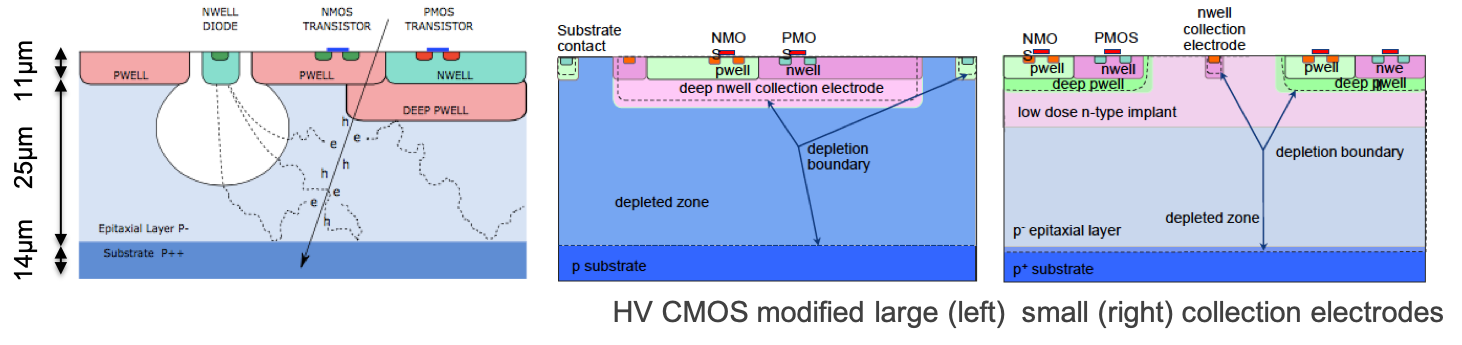 11μm
25μm
14μm
NWELL
DIODE
NMOS
TRANSISTOR
PMOS
TRANSISTOR
PWELL
PWELL
NWELL
DEEP PWELL
h
e
e
h
h
e
e
h
Epitaxial Layer P-
Substrate P++
Substrate
contact
NMO
S
PMO
S
pwell
nwell
deep nwell collection electrode
depletion
boundary
depleted zone
p substrate
nwell
collection
electrode
NMO
S
PMOS
pwell
nwell
deep pwell
pwell
nwe
deep pwell
low dose n-type implant
depletion boundary
depleted zone
p- epitaxial layer
p+ substrate
HV CMOS modified large (left) small (right) collection electrodes